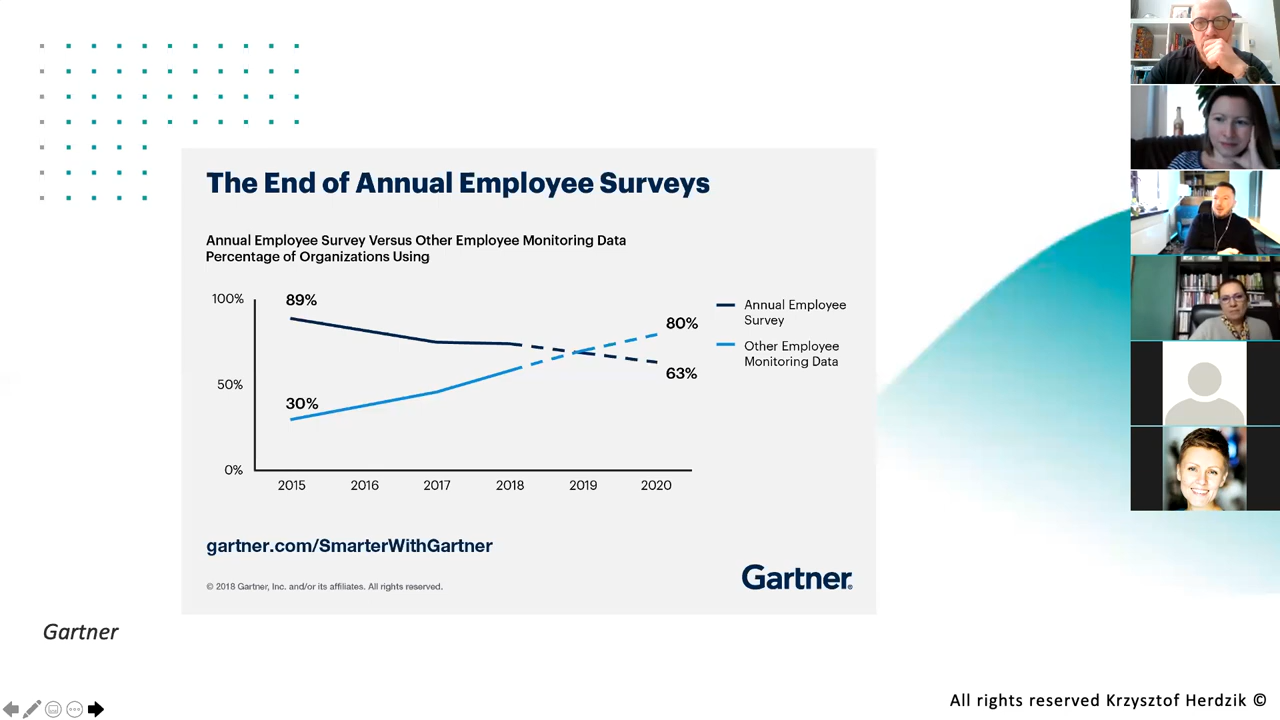 The End of Annual Employee Surveys
Annual Employee Survey Versus Other Employee Monitoring Data
Percentage of Organizations Using
100%
89%
50%
30%
0%
80%
63%
2015 2016 2017 2018 2019 2020
Annual Employee
Survey
Other Employee
Monitoring Data
gartner.com/SmarterWithGartner
© 2018 Gartner, Inc. and/or its affiliates. All rights reserved.
Gartner®
Gartner
All rights reserved Krzysztof Herdzik ©